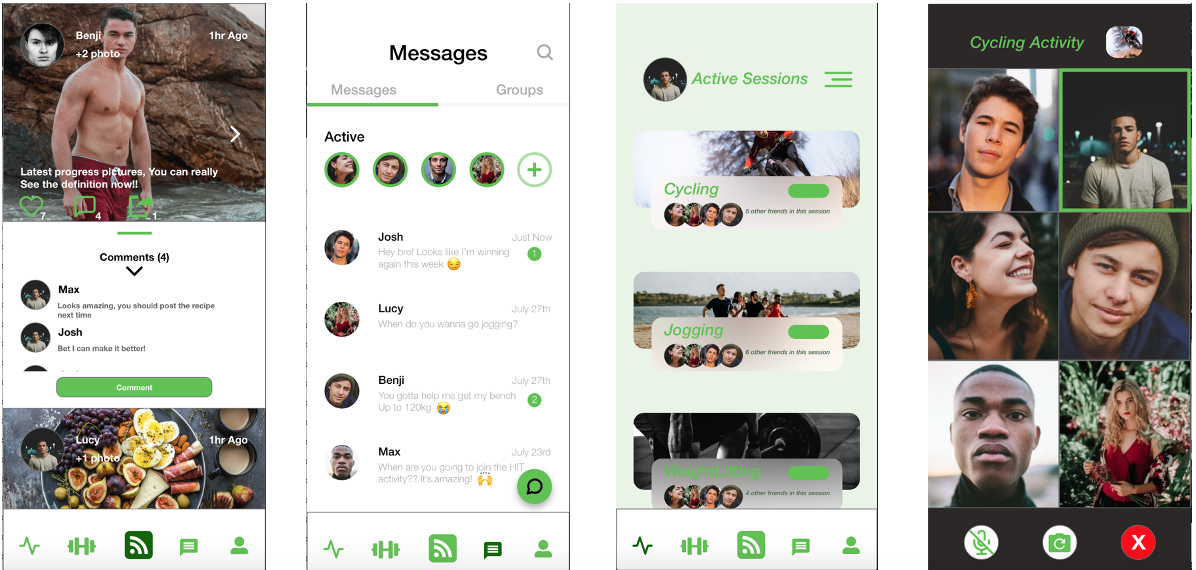 Benji
1hr Ago
+2 photo
Latest progress pictures, You can really
See the definition now!!
7
4
1
Comments (4)
Max
Looks amazing, you should post the recipe
next time
Josh
Bet I can make it better!
Comment
Lucy
1hr Ago
+1 photo
Messages
Messages
Groups
Active
Josh
Just Now
Hey bro! Looks like I'm winning
again this week 😏
1
Lucy
July 27th
When do you wanna go jogging?
Benji
July 27th
You gotta help me get my bench
Up to 120kg 😭
2
Max
July 23rd
When are you going to join the HIT
activity?? It's amazing! 🙌
Active Sessions
Cycling
5 other friends in this session
Jogging
6 other friends in this session
Weightlifting
4 other friends in this session
Cycling Activity
X